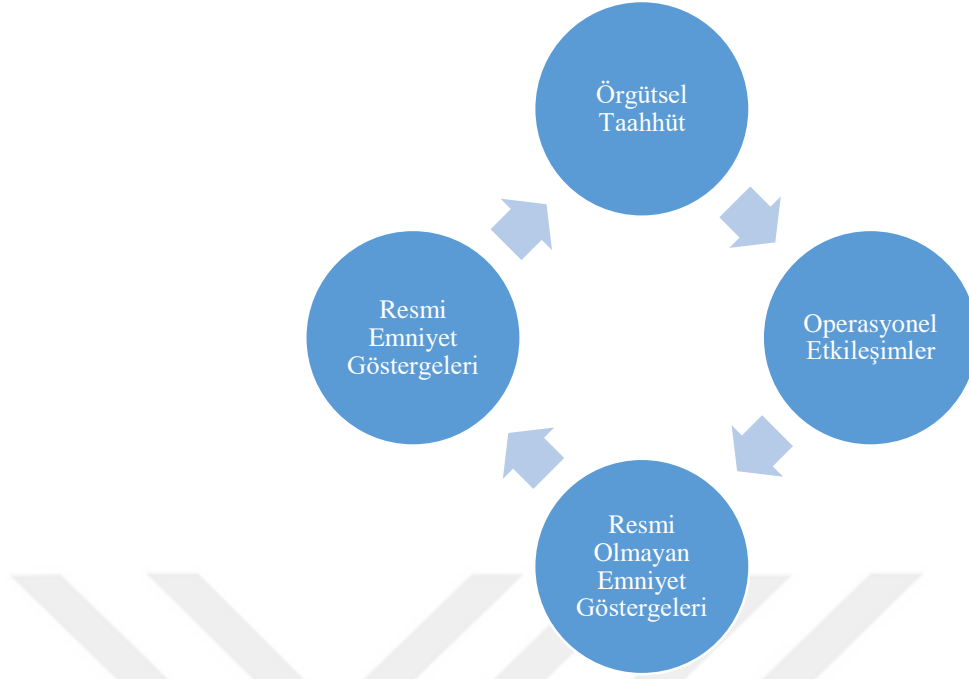 Örgütsel
Taahhüt
Operasyonel
Etkileşimler
Resmi
Olmayan
Emniyet
Göstergeleri
Resmi
Emniyet
Göstergeleri